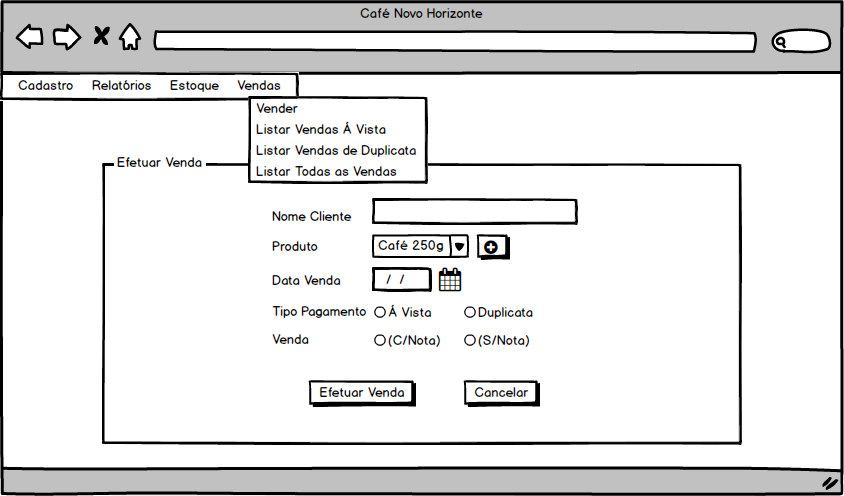 Café Novo Horizonte
Cadastro Relatórios Estoque Vendas
Vender
Listar Vendas Á Vista
Listar Vendas de Duplicata
Listar Todas as Vendas
Efetuar Venda
Nome Cliente
Produto Café 250g
Data Venda / /
Tipo Pagamento Á Vista Duplicata
Venda (C/Nota) (S/Nota)
Efetuar Venda Cancelar